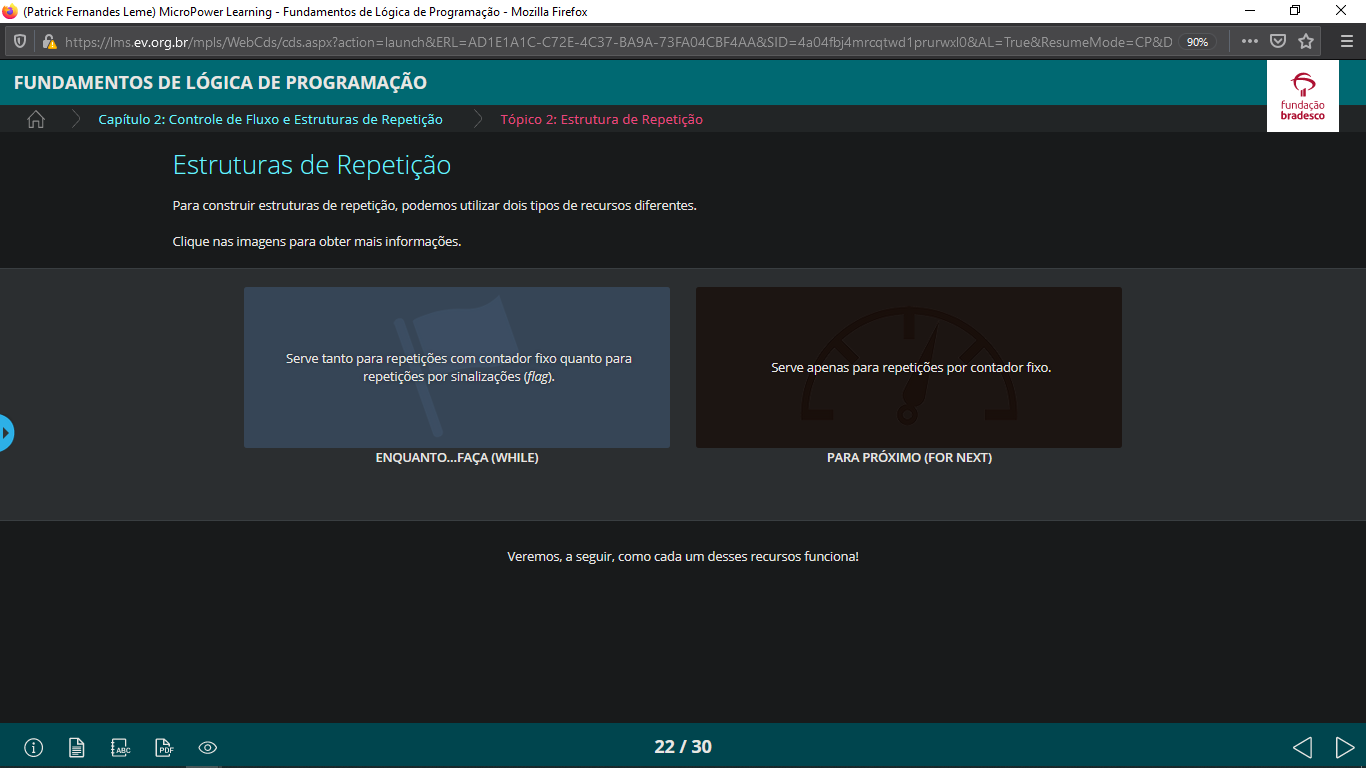 (Patrick Fernandes Leme) MicroPower Learning - Fundamentos de Lógica de Programação - Mozilla Firefox
https://lms.ev.org.br/mpls/WebCds/cds.aspx?action=launch&ERL=AD1E1A1C-C72E-4C37-BA9A-73FA04CBF4AA&SID=4a04fbj4mrcqtwd1prurwxl0&AL=True&ResumeMode=CP&D 90%
FUNDAMENTOS DE LÓGICA DE PROGRAMAÇÃO
fundação
bradesco
Capítulo 2: Controle de Fluxo e Estruturas de Repetição Tópico 2: Estrutura de Repetição
Estruturas de Repetição
Para construir estruturas de repetição, podemos utilizar dois tipos de recursos diferentes.
Clique nas imagens para obter mais informações.
Serve tanto para repetições com contador fixo quanto para
repetições por sinalizações (flag).
ENQUANTO...FAÇA (WHILE)
Serve apenas para repetições por contador fixo.
PARA PRÓXIMO (FOR NEXT)
Veremos, a seguir, como cada um desses recursos funciona!
ABC
PDF
22 / 30